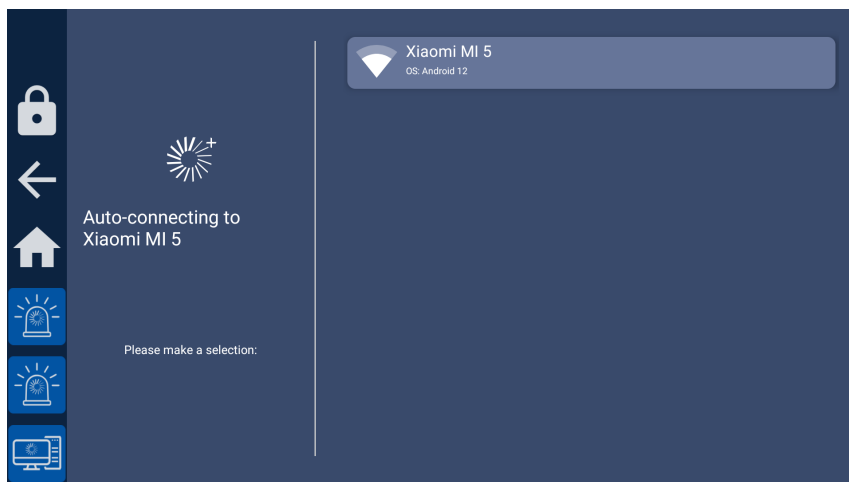 Auto-connecting to
Xiaomi MI 5
Please make a selection:
Xiaomi MI 5
OS: Android 12